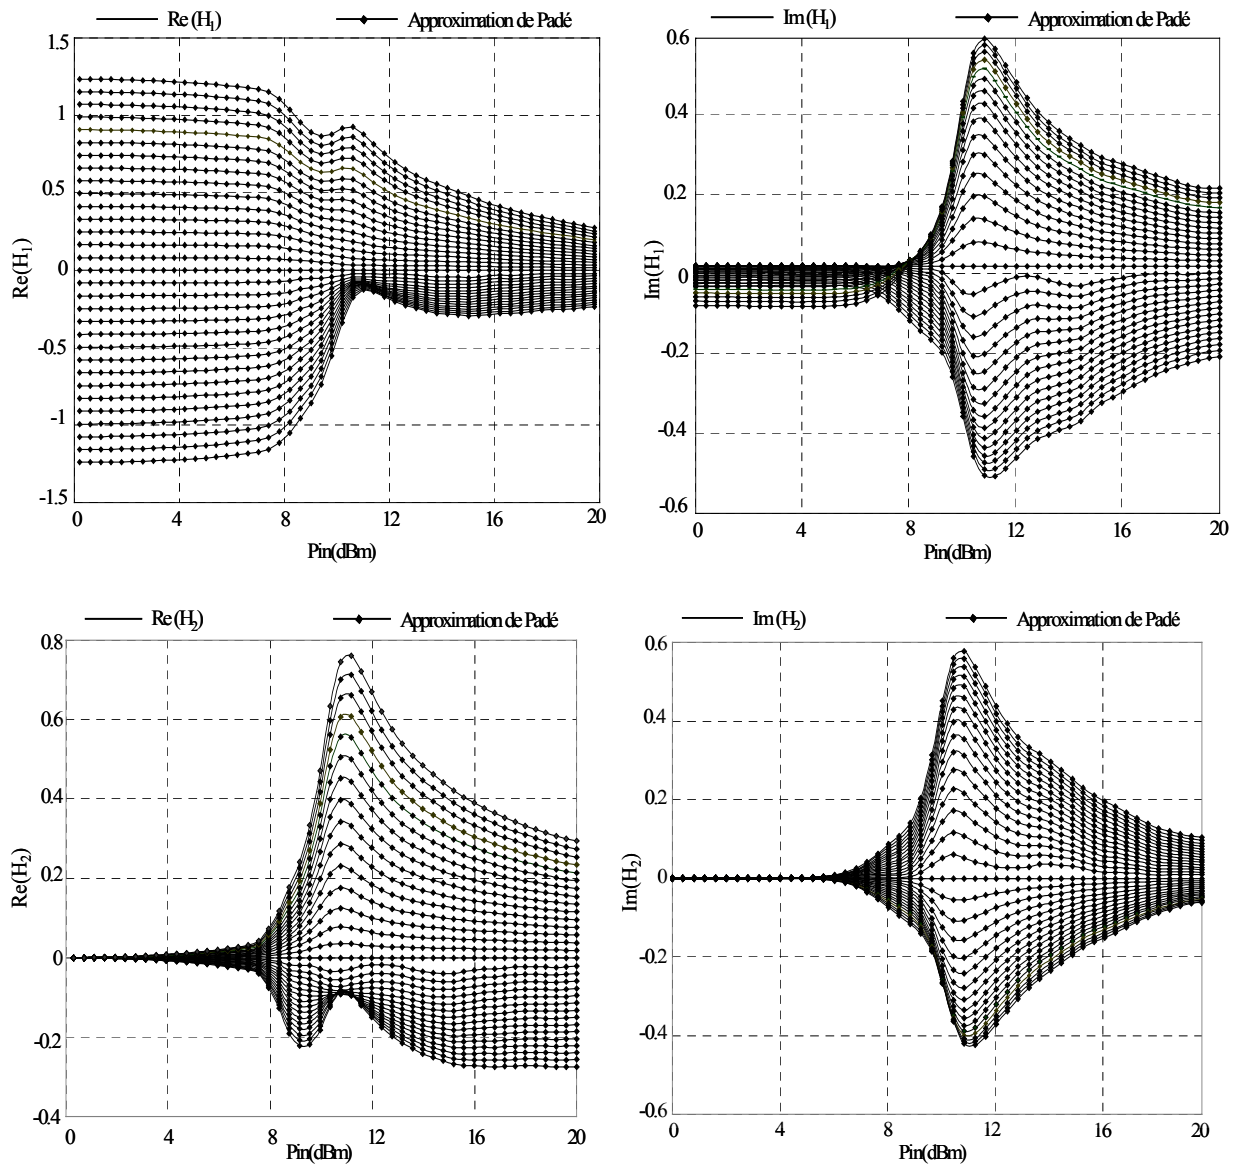 Re (H1) Approximation de Padé
1.5
1
0.5
0
-0.5
-1
-1.5
Re(H1)
0 4 8 12 16 20
Pin(dBm)
Im(H1) Approximation de Padé
0.6
0.4
0.2
0
-0.2
-0.4
-0.6
Im(H1)
0 4 8 12 16 20
Pin(dBm)
Re (H2) Approximation de Padé
0.8
0.6
0.4
0.2
0
-0.2
-0.4
Re(H2)
0 4 8 12 16 20
Pin(dBm)
Im(H2) Approximation de Padé
0.6
0.4
0.2
0
-0.2
-0.4
-0.6
Im(H2)
0 4 8 12 16 20
Pin(dBm)